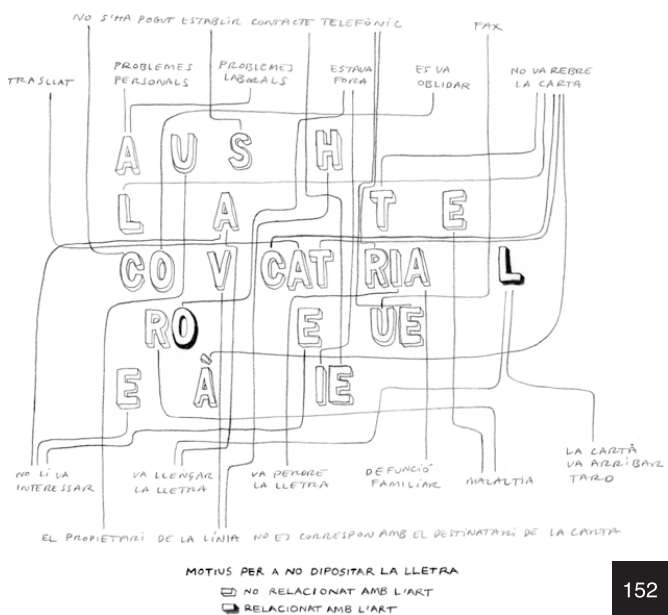 NO S'HA POGUT ESTABLIR CONTACTE TELEFÒNIC
FAX
TRASLLAT
PROBLEMES
PERSONALS
PROBLEMES
LABORALS
ESTAVA
FORA
ES VA
OBLIDAR
NO VA REBRE
LA CARTA
A U S H
L A T E
CO V CAT RIA L
RO E UE
E À IE
NO LI VA
INTERESSAR
VA LLENÇAR
LA LLETRA
VA PERDRE
LA LLETRA
DEFUNCIÓ
FAMILIAR
MALALTIA
LA CARTA
VA ARRIBAR
TARD
EL PROPIETARI DE LA LÍNIA NO ES CORRESPON AMB EL DESTINATARI DE LA CARTA
MOTIUS PER A NO DIPOSITAR LA LLETRA
NO RELACIONAT AMB L'ART
RELACIONAT AMB L'ART
152